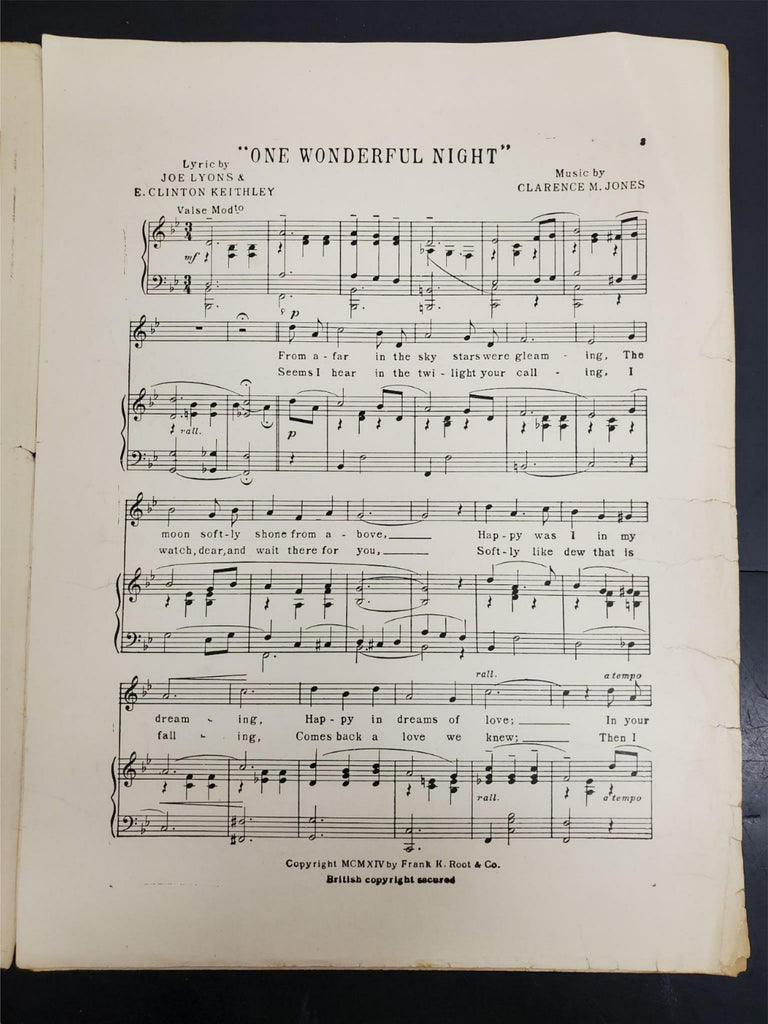 3
"ONE WONDERFUL NIGHT"
Lyric by
JOE LYONS &
E. CLINTON KEITHLEY
Music by
CLARENCE M. JONES
Valse Modto
mf
p
From a-far in the sky stars were gleam - ing, The
Seems I hear in the twi-light your call - ing, I
rall.
p
moon soft-ly shone from a - bove, Hap-py was I in my
watch, dear, and wait there for you, Soft-ly like dew that is
rall. a tempo
dream - ing, Hap-py in dreams of love; In your
fall - ing, Comes back a love we knew; Then I
rall. a tempo
Copyright MCMXIV by Frank K. Root & Co.
British copyright secured